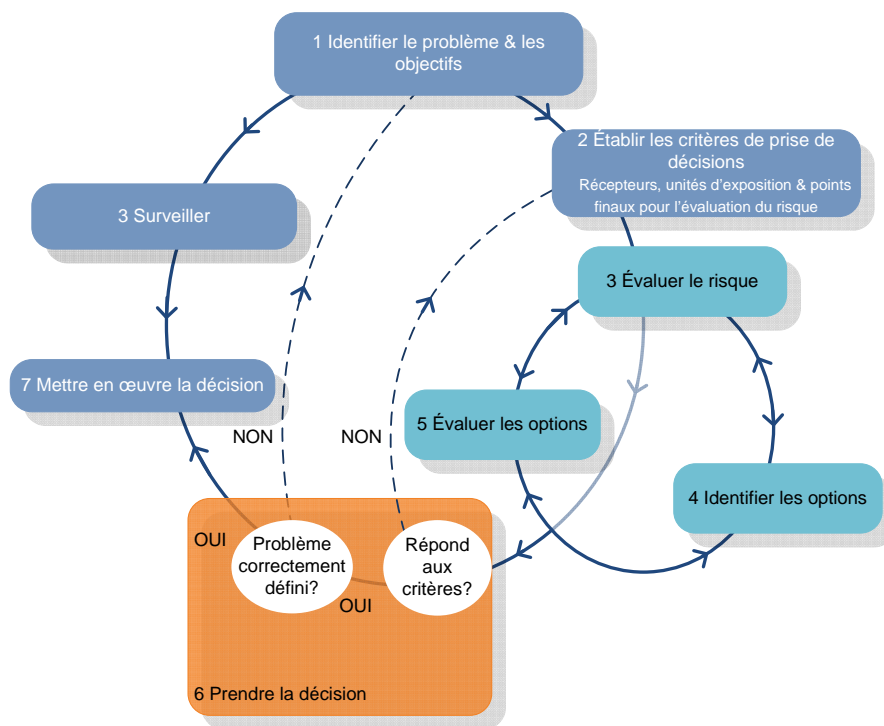 1 Identifier le problème & les
objectifs
2 Établir les critères de prise de
décisions
Récepteurs, unités d’exposition & points
finaux pour l’évaluation du risque
3 Surveiller
3 Évaluer le risque
7 Mettre en œuvre la décision
5 Évaluer les options
NON
NON
4 Identifier les options
OUI
Problème
correctement
défini?
Répond
aux
critères?
OUI
6 Prendre la décision